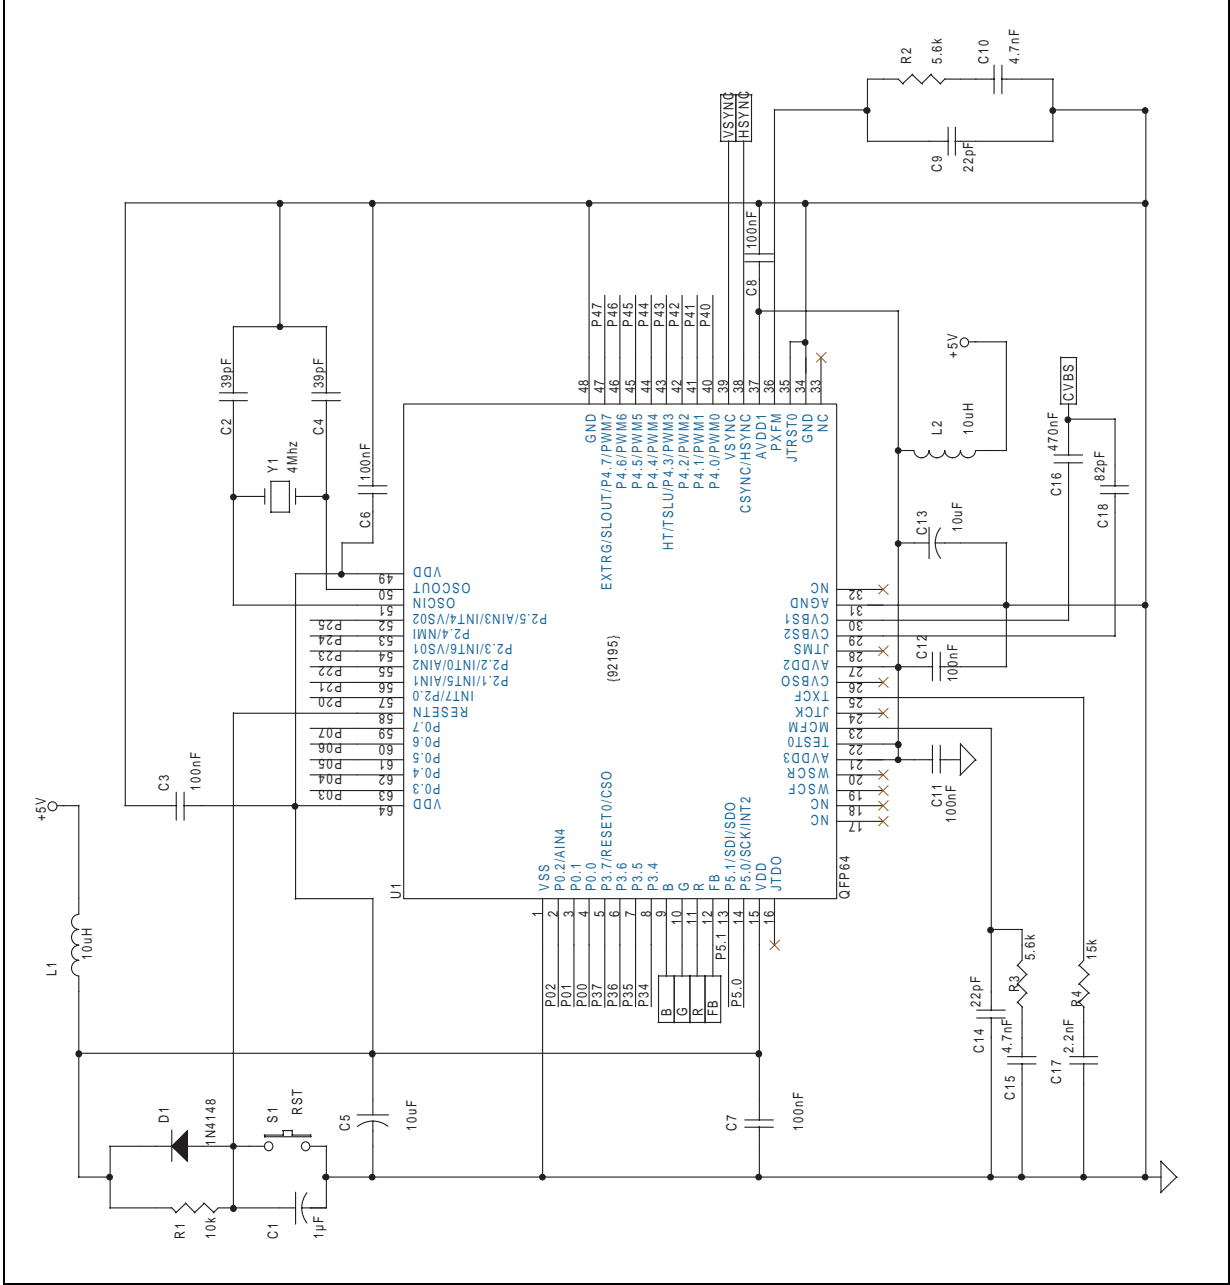 R2
5.6k
C10
4.7nF
C9
22pF
VSYNC
HSYNC
C8
100nF
C2
39pF
C4
39pF
Y1
4Mhz
C6
100nF
P47
P46
P45
P44
P43
P42
P41
P40
48
47
46
45
44
43
42
41
40
39
38
37
36
35
34
33
GND
EXTRG/SLOUT/P4.7/PWM7
P4.6/PWM6
P4.5/PWM5
P4.4/PWM4
HT/TSLU/P4.3/PWM3
P4.2/PWM2
P4.1/PWM1
P4.0/PWM0
VSYNC
CSYNC/HSYNC
AVDD1
PXFM
JTRST0
GND
NC
+5V
L2
10uH
CVBS
C16
470nF
C18
82pF
C13
10uF
49
50
51
52
53
54
55
56
57
58
59
60
61
62
63
64
VDD
OSCOUT
OSCIN
P2.5/AIN3/INT4/VS02
P2.4/NMI
P2.3/INT6/VS01
P2.2/INT0/AIN2
P2.1/INT5/AIN1
INT7/P2.0
RESETN
P0.7
P0.6
P0.5
P0.4
P0.3
VDD
P25
P24
P23
P22
P21
P20
P07
P06
P05
P04
P03
{92195}
NC
AGND
CVBS1
CVBS2
JTMS
AVDD2
CVBSO
TXCF
JTCK
MCFM
TEST0
AVDD3
WSCR
WSCF
NC
NC
32
31
30
29
28
27
26
25
24
23
22
21
20
19
18
17
C12
100nF
C11
100nF
C3
100nF
+5V
L1
10uH
U1
QFP64
VSS
P0.2/AIN4
P0.1
P0.0
P3.7/RESET0/CSO
P3.6
P3.5
P3.4
B
G
R
FB
P5.1/SDI/SDO
P5.0/SCK/INT2
VDD
JTDO
1
2
3
4
5
6
7
8
9
10
11
12
13
14
15
16
P02
P01
P00
P37
P36
P35
P34
B
G
R
FB
P5.1
P5.0
C14
22pF
R3
5.6k
C15
4.7nF
R4
15k
C17
2.2nF
D1
1N4148
S1
RST
C5
10uF
C7
100nF
R1
10k
C1
1µF